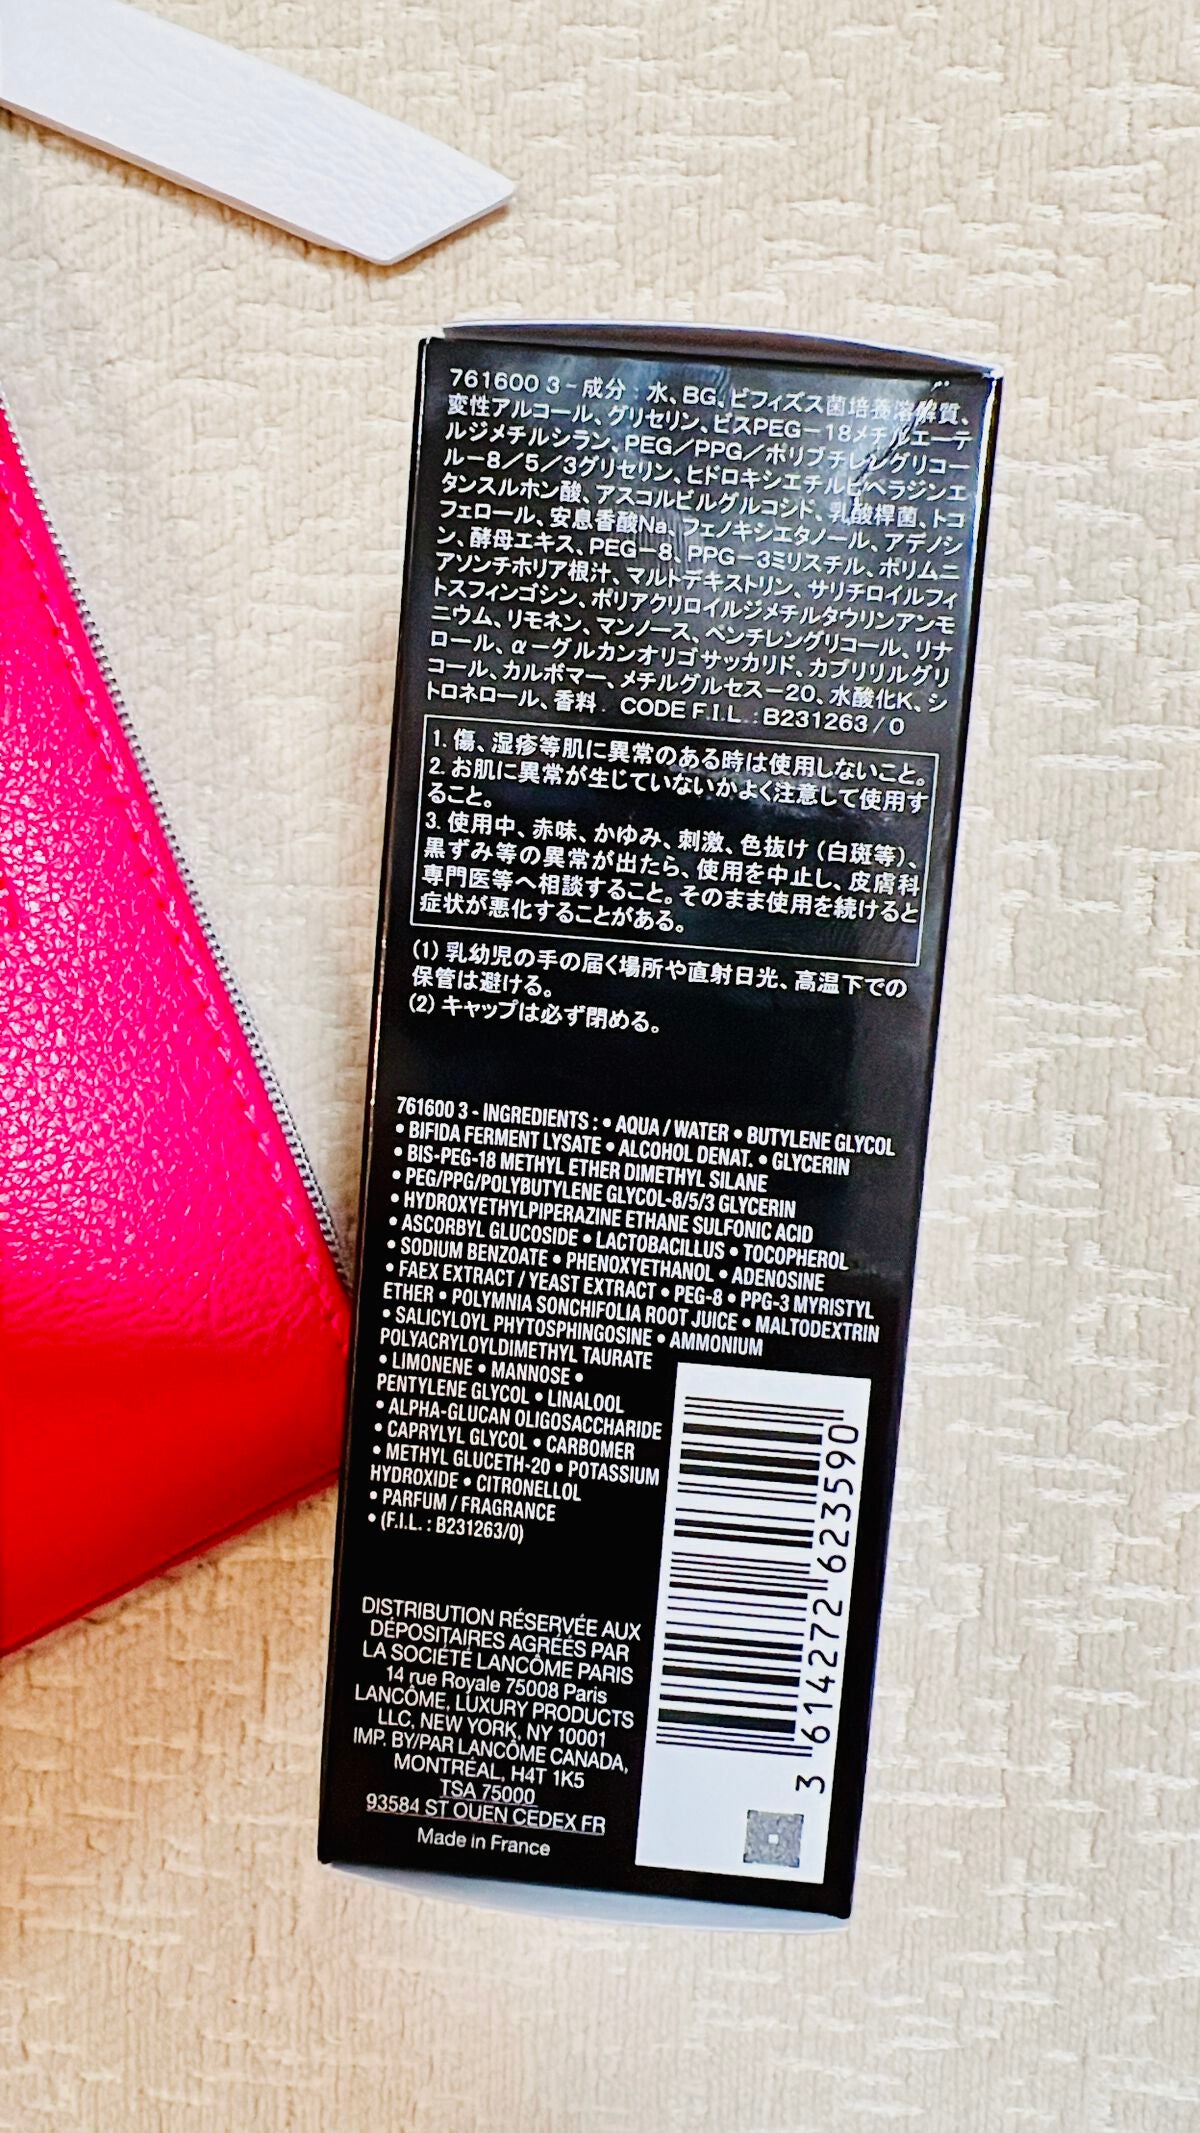 761600 3 - 成分 : 水、BG、ビフィズス菌培養溶解質、
変性アルコール、グリセリン、ビスPEG－18メチルエーテ
ルジメチルシラン、PEG／PPG／ポリブチレングリコー
ル－8／5／3グリセリン、ヒドロキシエチルピペラジンエ
タンスルホン酸、アスコルビルグルコシド、乳酸桿菌、トコ
フェロール、安息香酸Na、フェノキシエタノール、アデノシ
ン、酵母エキス、PEG－8、PPG－3ミリスチル、ポリムニ
アソンチホリア根汁、マルトデキストリン、サリチロイルフィ
トスフィンゴシン、ポリアクリロイルジメチルタウリンアンモ
ニウム、リモネン、マンノース、ペンチレングリコール、リナ
ロール、α－グルカンオリゴサッカリド、カプリリルグリ
コール、カルボマー、メチルグルセス－20、水酸化K、シ
トロネロール、香料. CODE F.I.L. : B231263 / 0
1. 傷、湿疹等肌に異常のある時は使用しないこと。
2. お肌に異常が生じていないかよく注意して使用す
ること。
3. 使用中、赤味、かゆみ、刺激、色抜け（白斑等）、
黒ずみ等の異常が出たら、使用を中止し、皮膚科
専門医等へ相談すること。そのまま使用を続けると
症状が悪化することがある。
(1) 乳幼児の手の届く場所や直射日光、高温下での
保管は避ける。
(2) キャップは必ず閉める。
761600 3 - INGREDIENTS : • AQUA / WATER • BUTYLENE GLYCOL
• BIFIDA FERMENT LYSATE • ALCOHOL DENAT. • GLYCERIN
• BIS-PEG-18 METHYL ETHER DIMETHYL SILANE
• PEG/PPG/POLYBUTYLENE GLYCOL-8/5/3 GLYCERIN
• HYDROXYETHYLPIPERAZINE ETHANE SULFONIC ACID
• ASCORBYL GLUCOSIDE • LACTOBACILLUS • TOCOPHEROL
• SODIUM BENZOATE • PHENOXYETHANOL • ADENOSINE
• FAEX EXTRACT / YEAST EXTRACT • PEG-8 • PPG-3 MYRISTYL
ETHER • POLYMNIA SONCHIFOLIA ROOT JUICE • MALTODEXTRIN
• SALICYLOYL PHYTOSPHINGOSINE • AMMONIUM
POLYACRYLOYLDIMETHYL TAURATE
• LIMONENE • MANNOSE •
PENTYLENE GLYCOL • LINALOOL
• ALPHA-GLUCAN OLIGOSACCHARIDE
• CAPRYLYL GLYCOL • CARBOMER
• METHYL GLUCETH-20 • POTASSIUM
HYDROXIDE • CITRONELLOL
• PARFUM / FRAGRANCE
• (F.I.L. : B231263/0)
DISTRIBUTION RÉSERVÉE AUX
DÉPOSITAIRES AGRÉÉS PAR
LA SOCIÉTÉ LANCÔME PARIS
14 rue Royale 75008 Paris
LANCÔME, LUXURY PRODUCTS
LLC, NEW YORK, NY 10001
IMP. BY/PAR LANCÔME CANADA,
MONTRÉAL, H4T 1K5
TSA 75000
93584 ST OUEN CEDEX FR
Made in France
3 614272 623590